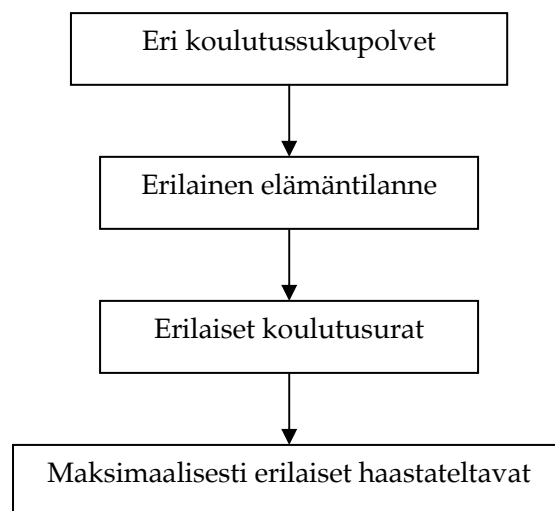 Eri koulutussukupolvet
Erilainen elämäntilanne
Erilaiset koulutusurat
Maksimaalisesti erilaiset haastateltavat